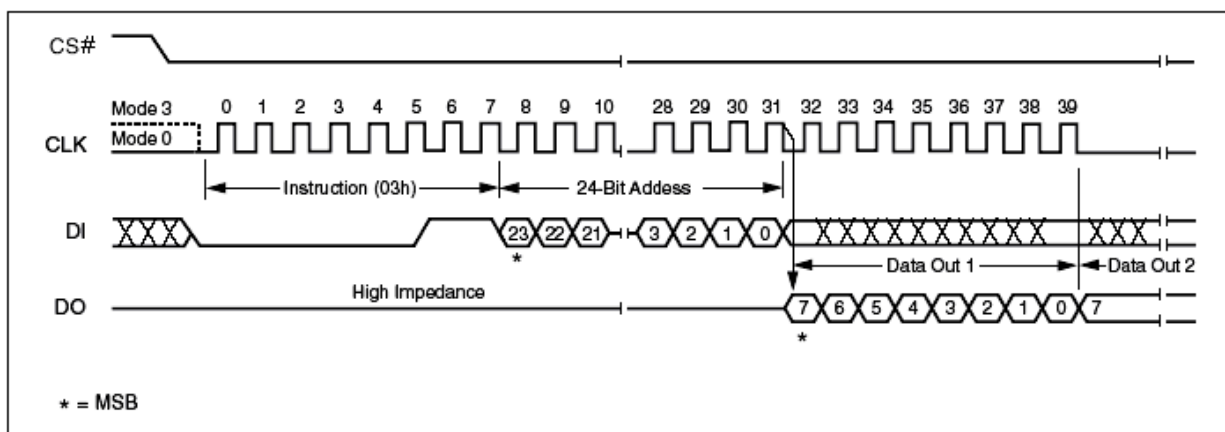 CS#
Mode 3 0 1 2 3 4 5 6 7 8 9 10 28 29 30 31 32 33 34 35 36 37 38 39
Mode 0
CLK
Instruction (03h) 24-Bit Addess
DI 23 22 21 3 2 1 0
*
Data Out 1 Data Out 2
High Impedance
DO 7 6 5 4 3 2 1 0 7
*
* = MSB